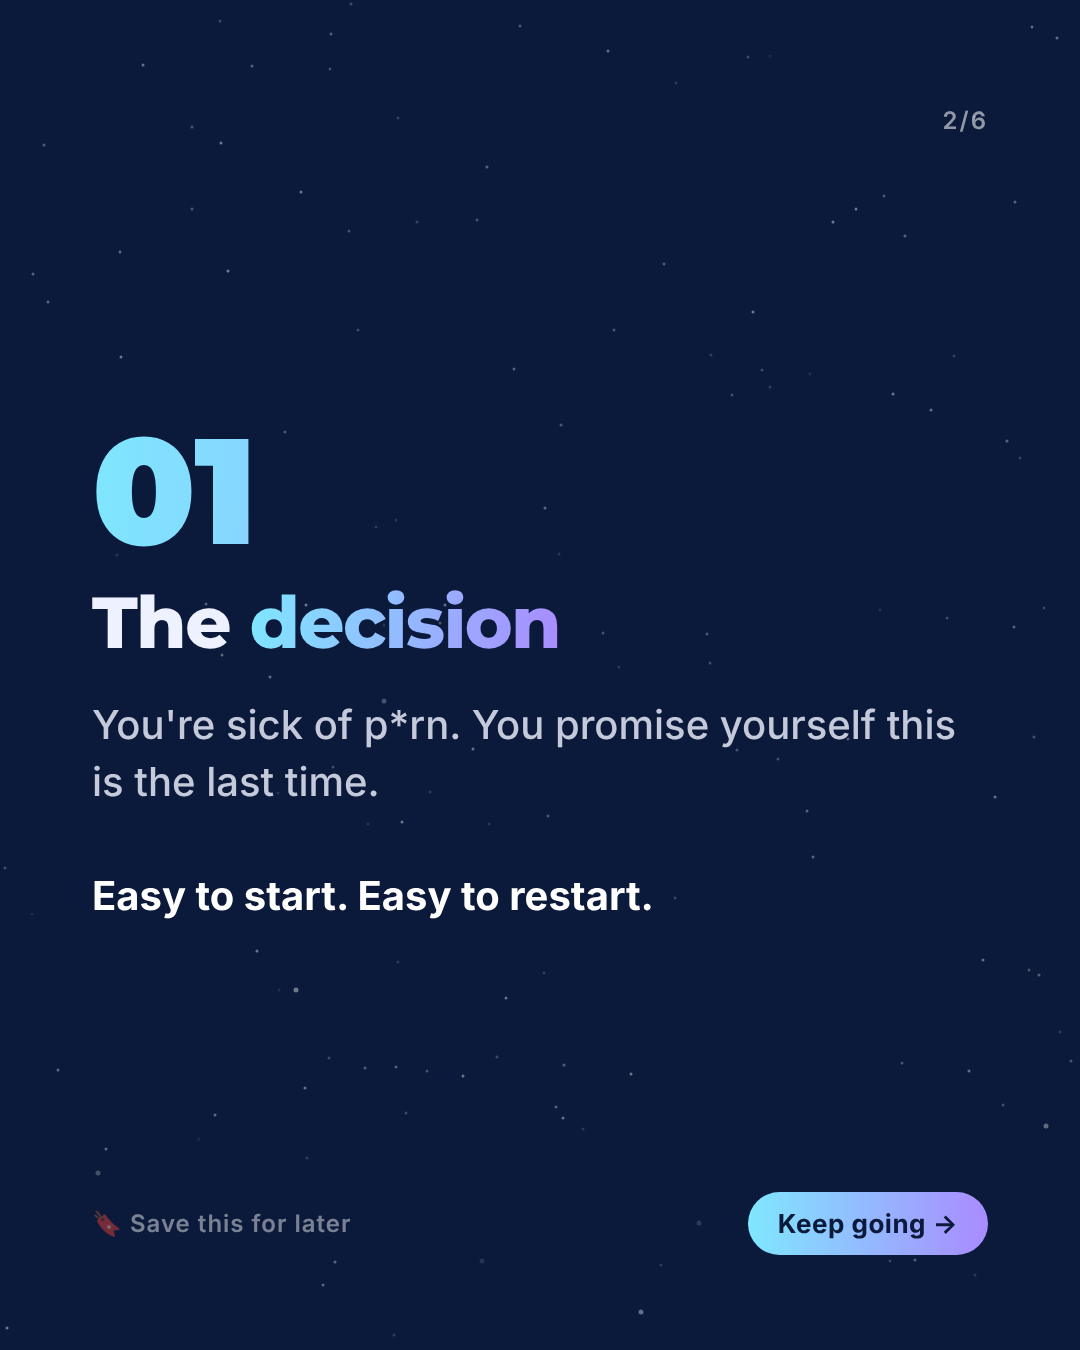 2/6
01
The decision
You're sick of p*rn. You promise yourself this
is the last time.
Easy to start. Easy to restart.
🔖 Save this for later
Keep going →